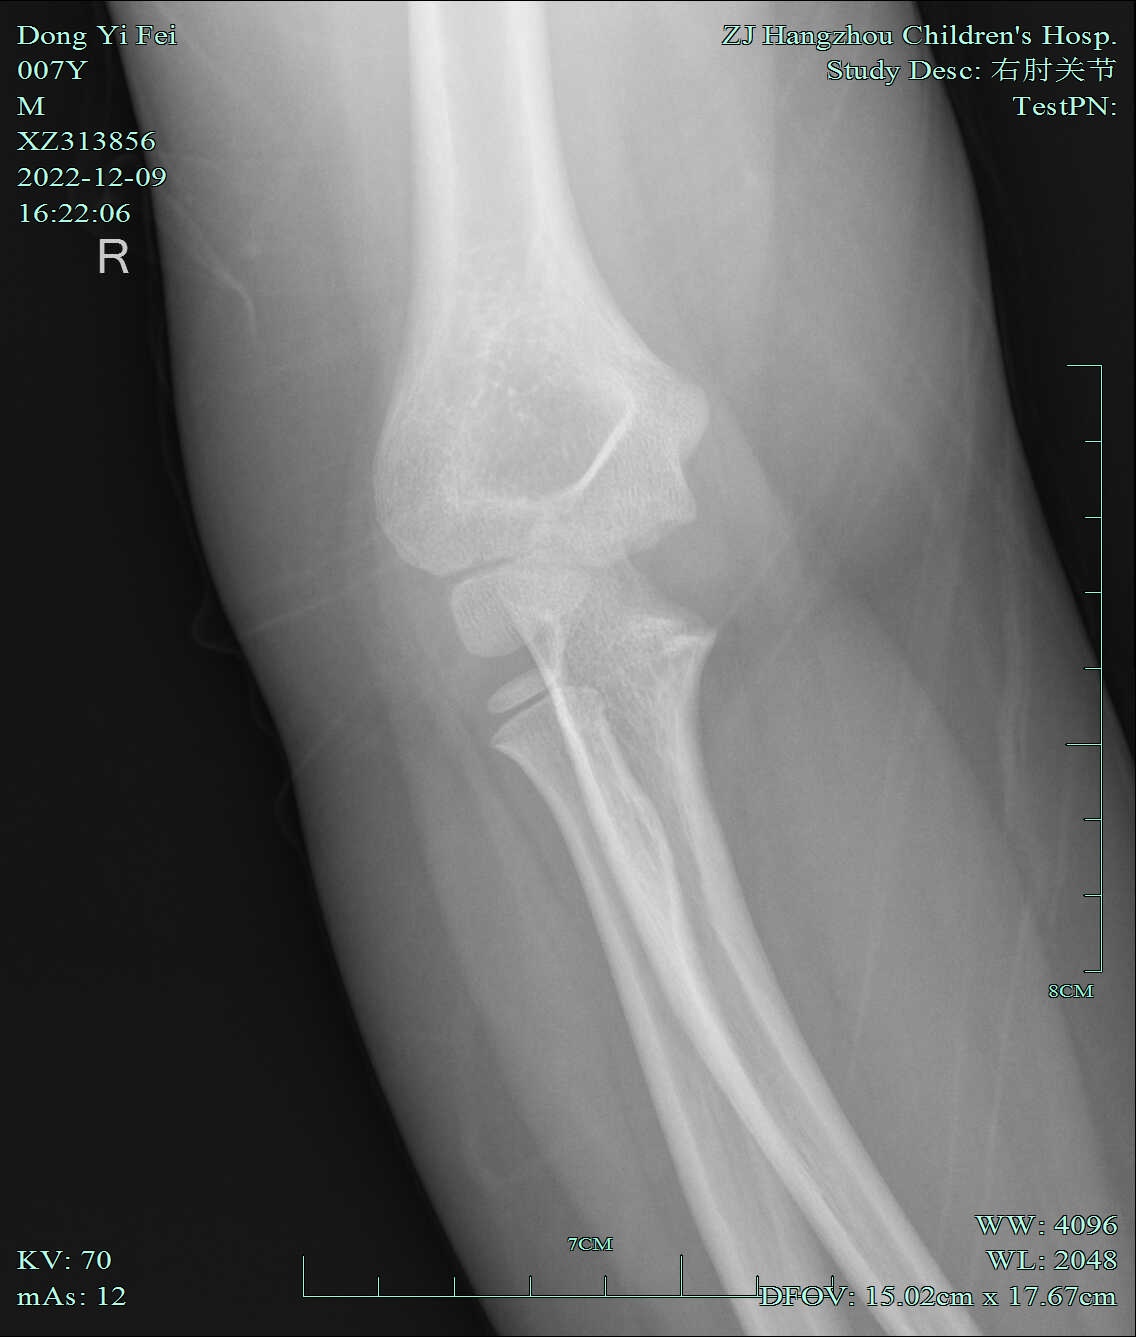 Dong Yi Fei
007Y
M
XZ313856
2022-12-09
16:22:06
R
ZJ Hangzhou Children's Hosp.
Study Desc: 右肘关节
TestPN:
8CM
7CM
KV: 70
mAs: 12
WW: 4096
WL: 2048
DFOV: 15.02cm x 17.67cm